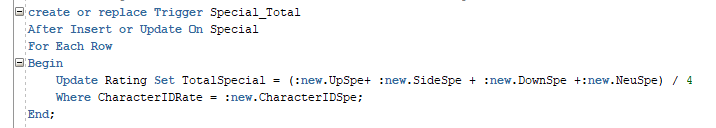 create or replace Trigger Special_Total
After Insert or Update On Special
For Each Row
Begin
Update Rating Set TotalSpecial = (:new.UpSpe+ :new.SideSpe + :new.DownSpe +:new.NeuSpe) / 4
Where CharacterIDRate = :new.CharacterIDSpe;
End;